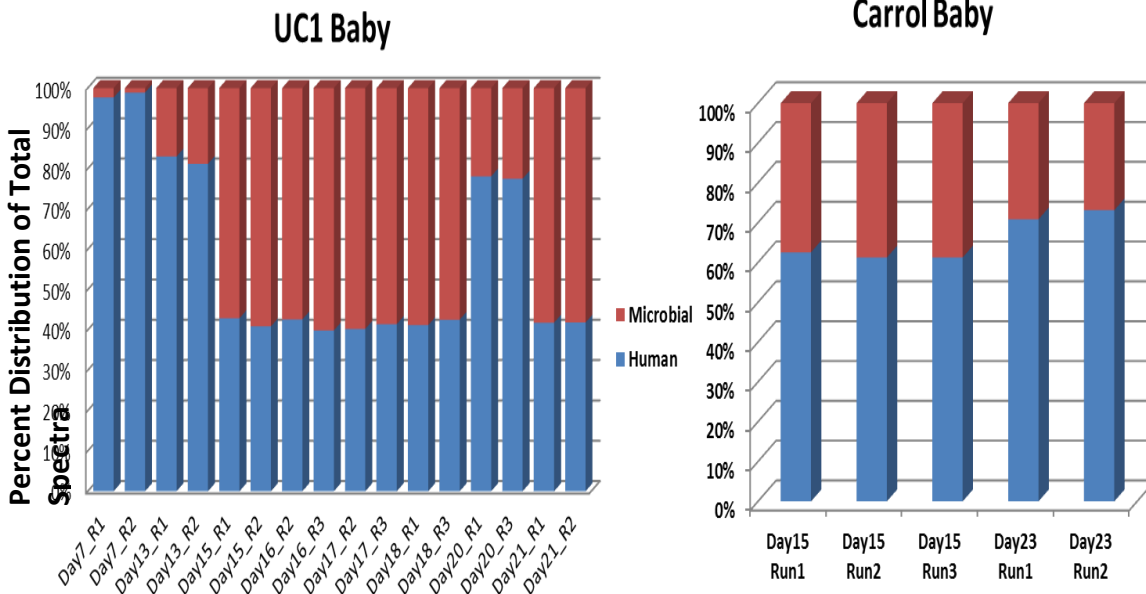 UC1 Baby
Carrol Baby
Percent Distribution of Total
Spectra
100%
90%
80%
70%
60%
50%
40%
30%
20%
10%
0%
Day7_R1
Day7_R2
Day13_R1
Day13_R2
Day15_R1
Day15_R2
Day16_R2
Day16_R3
Day17_R2
Day17_R3
Day18_R1
Day18_R3
Day20_R1
Day20_R3
Day21_R1
Day21_R2
Microbial
Human
100%
90%
80%
70%
60%
50%
40%
30%
20%
10%
0%
Day15
Run1
Day15
Run2
Day15
Run3
Day23
Run1
Day23
Run2